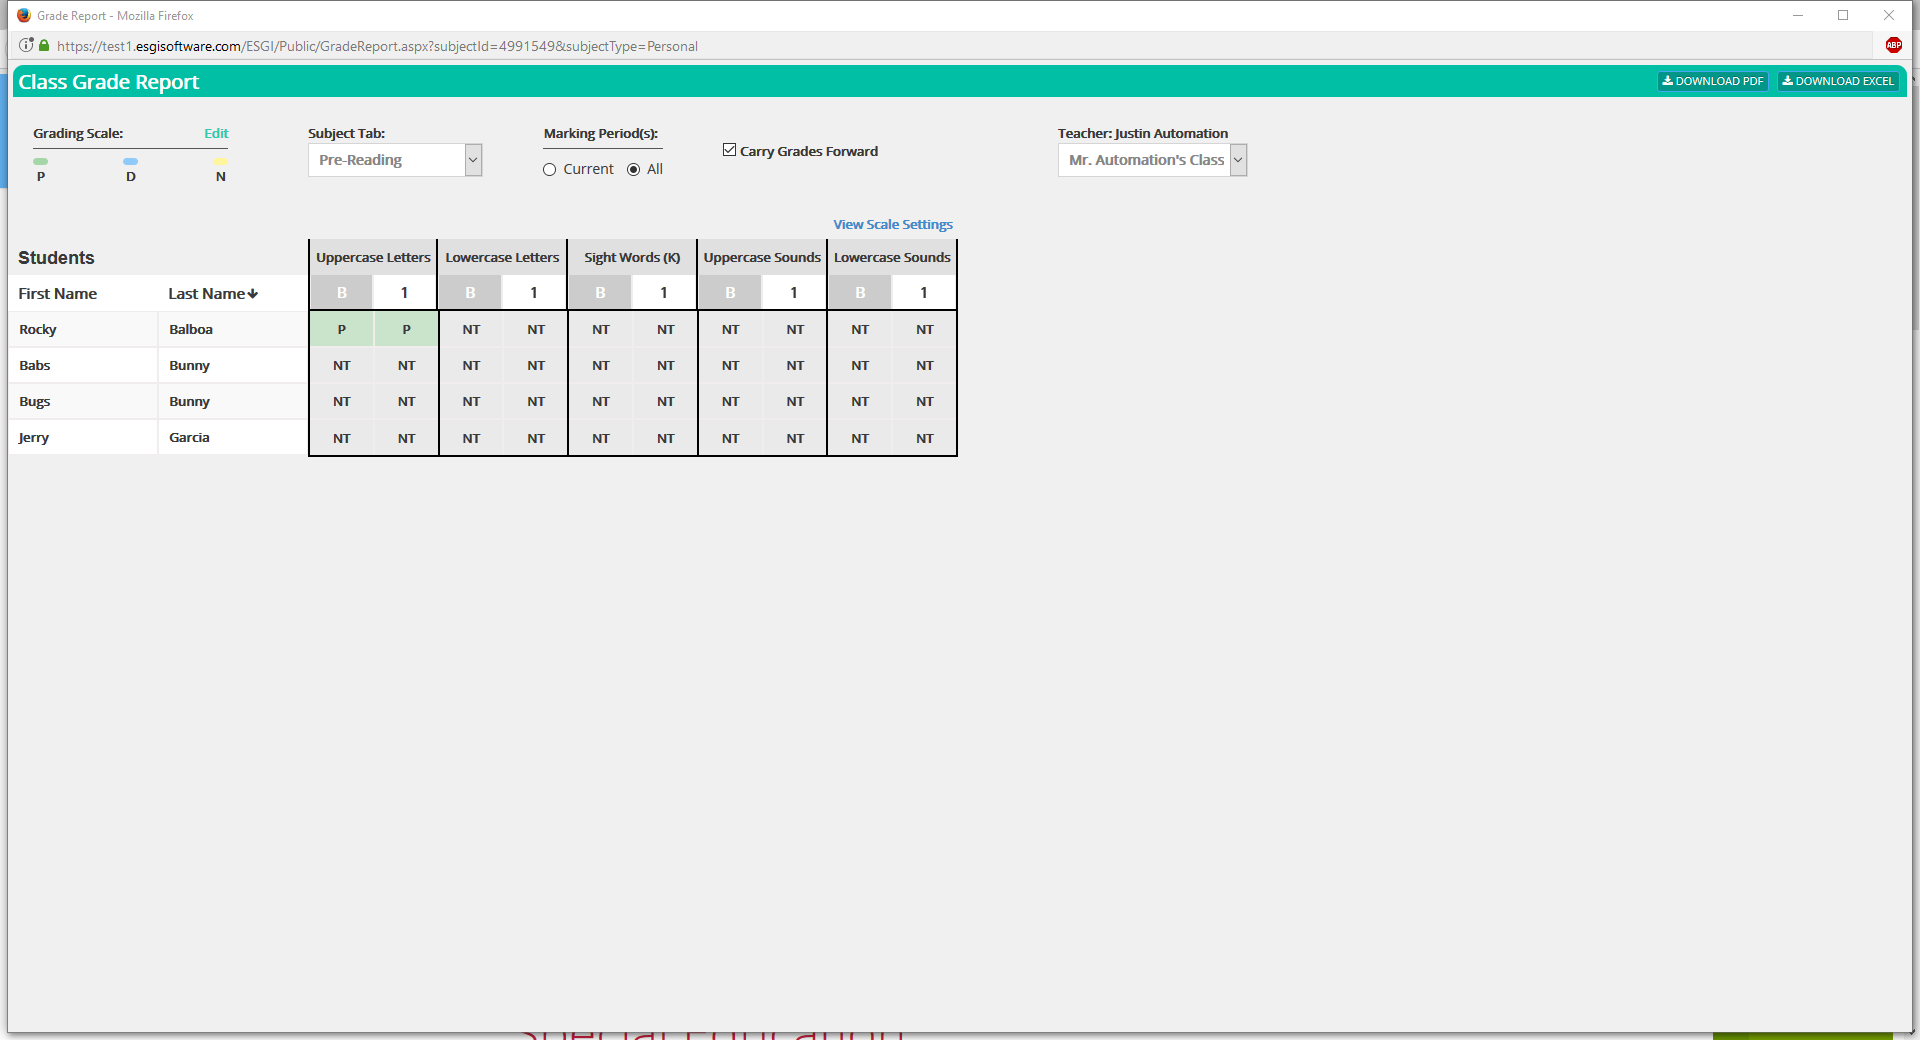 Grade Report - Mozilla Firefox
https://test1.esgisoftware.com/ESGI/Public/GradeReport.aspx?subjectId=4991549&subjectType=Personal
ABP
Class Grade Report
DOWNLOAD PDF DOWNLOAD EXCEL
Grading Scale: Edit Subject Tab: Marking Period(s): Teacher: Justin Automation
Carry Grades Forward
Pre-Reading Mr. Automation's Class
Current All
P D N
View Scale Settings
Students Uppercase Letters Lowercase Letters Sight Words (K) Uppercase Sounds Lowercase Sounds
First Name Last Name B 1 B 1 B 1 B 1 B 1
Rocky Balboa P P NT NT NT NT NT NT NT NT
Babs Bunny NT NT NT NT NT NT NT NT NT NT
Bugs Bunny NT NT NT NT NT NT NT NT NT NT
Jerry Garcia NT NT NT NT NT NT NT NT NT NT
Special Education